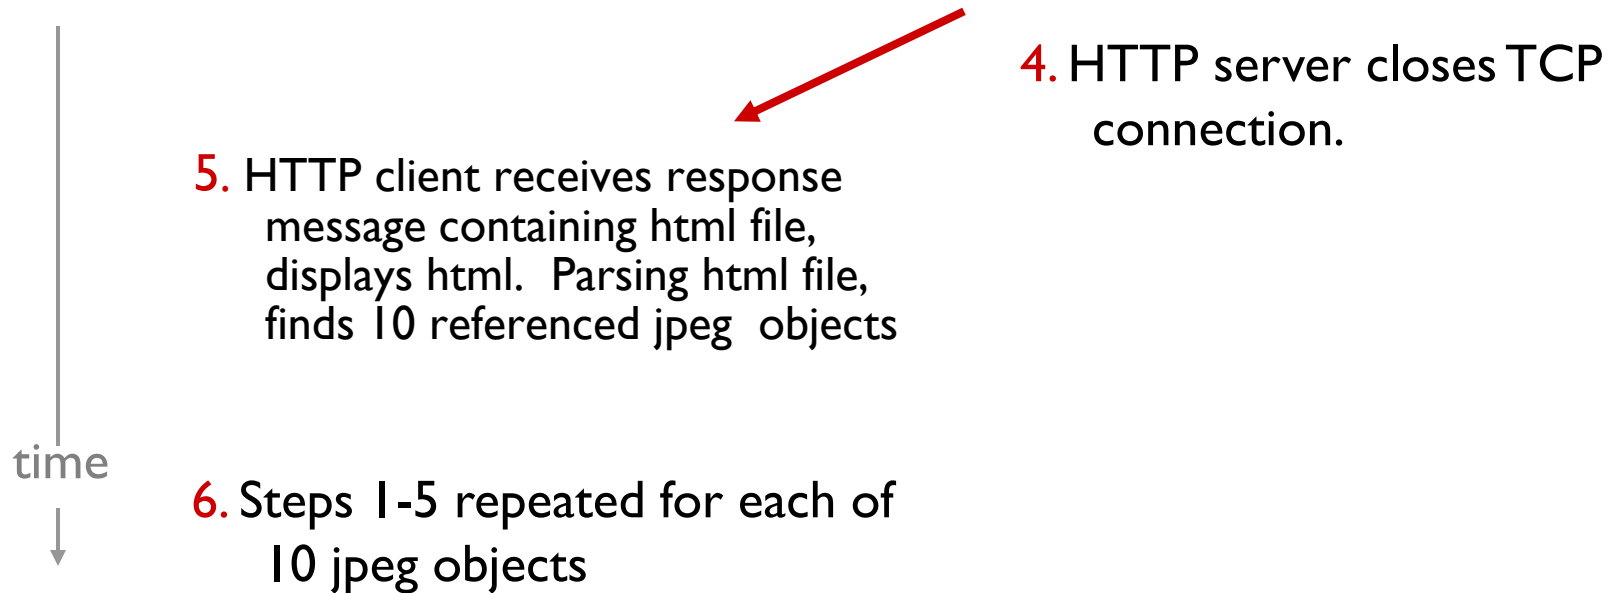 4. HTTP server closes TCP
connection.
5. HTTP client receives response
message containing html file,
displays html. Parsing html file,
finds 10 referenced jpeg objects
time
6. Steps 1-5 repeated for each of
10 jpeg objects